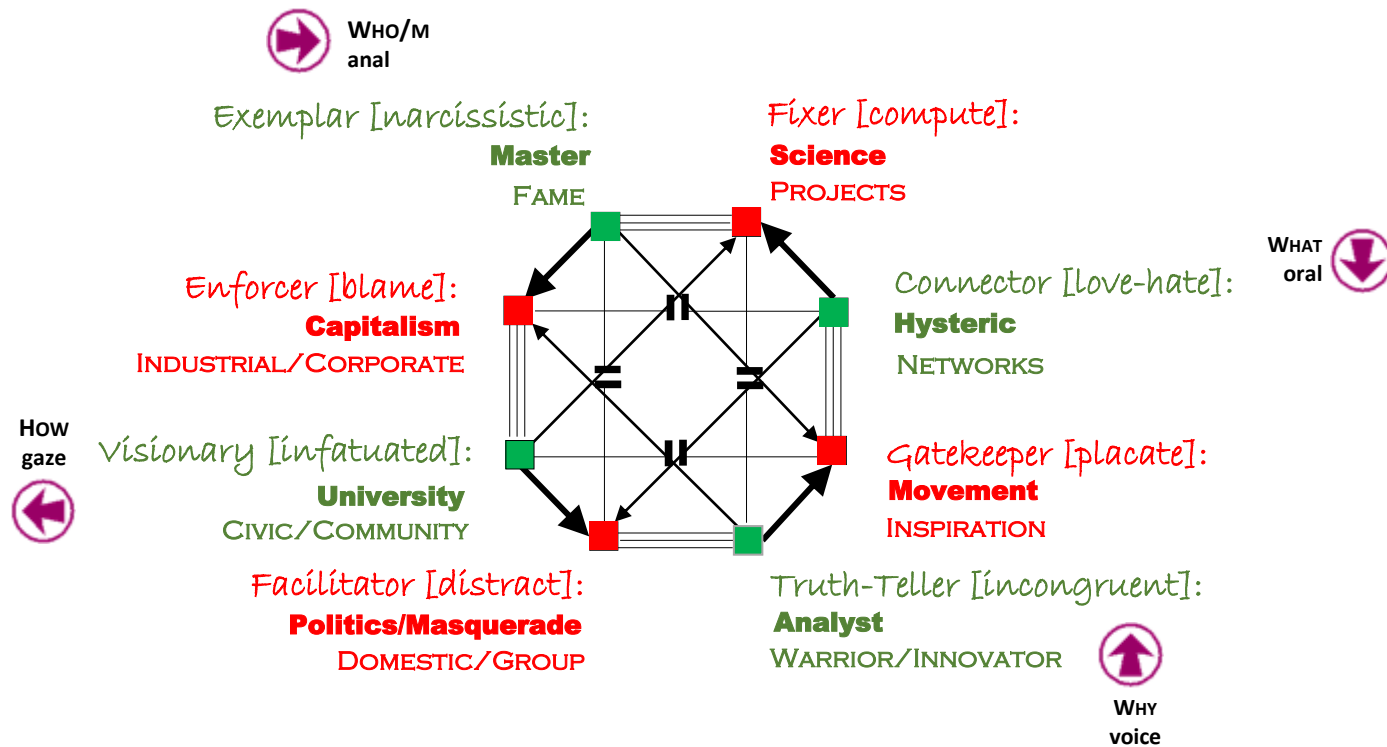 WHO/M
anal
Exemplar [narcissistic]:
Master
FAME
Fixer [compute]:
Science
PROJECTS
WHAT
oral
Enforcer [blame]:
Capitalism
INDUSTRIAL/CORPORATE
Connector [love-hate]:
Hysteric
NETWORKS
HOW
gaze
Visionary [infatuated]:
University
CIVIC/COMMUNITY
Gatekeeper [placate]:
Movement
INSPIRATION
Facilitator [distract]:
Politics/Masquerade
DOMESTIC/GROUP
Truth-Teller [incongruent]:
Analyst
WARRIOR/INNOVATOR
WHY
voice